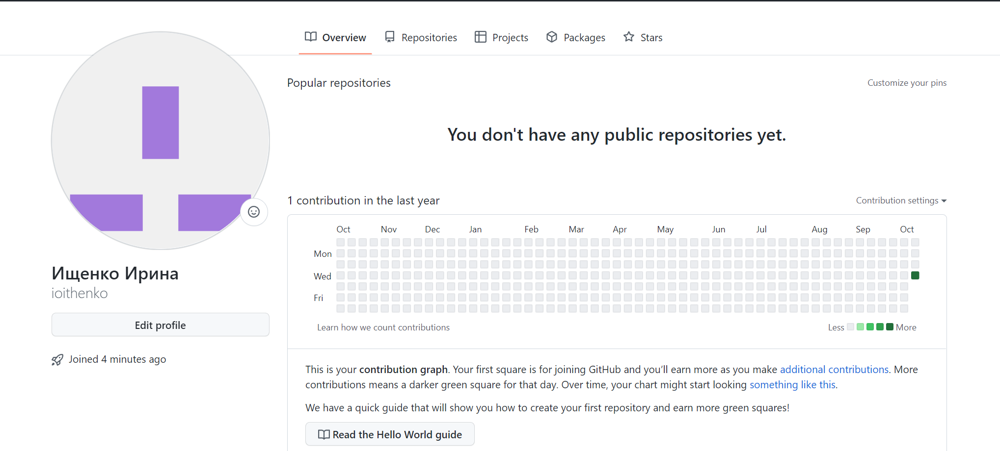 Overview Repositories Projects Packages Stars
Popular repositories Customize your pins
You don't have any public repositories yet.
1 contribution in the last year Contribution settings
Oct Nov Dec Jan Feb Mar Apr May Jun Jul Aug Sep Oct
Mon
Wed
Fri
Learn how we count contributions Less More
Ищенко Ирина
ioithenko
Edit profile
Joined 4 minutes ago
This is your contribution graph. Your first square is for joining GitHub and you’ll earn more as you make additional contributions. More
contributions means a darker green square for that day. Over time, your chart might start looking something like this.
We have a quick guide that will show you how to create your first repository and earn more green squares!
Read the Hello World guide